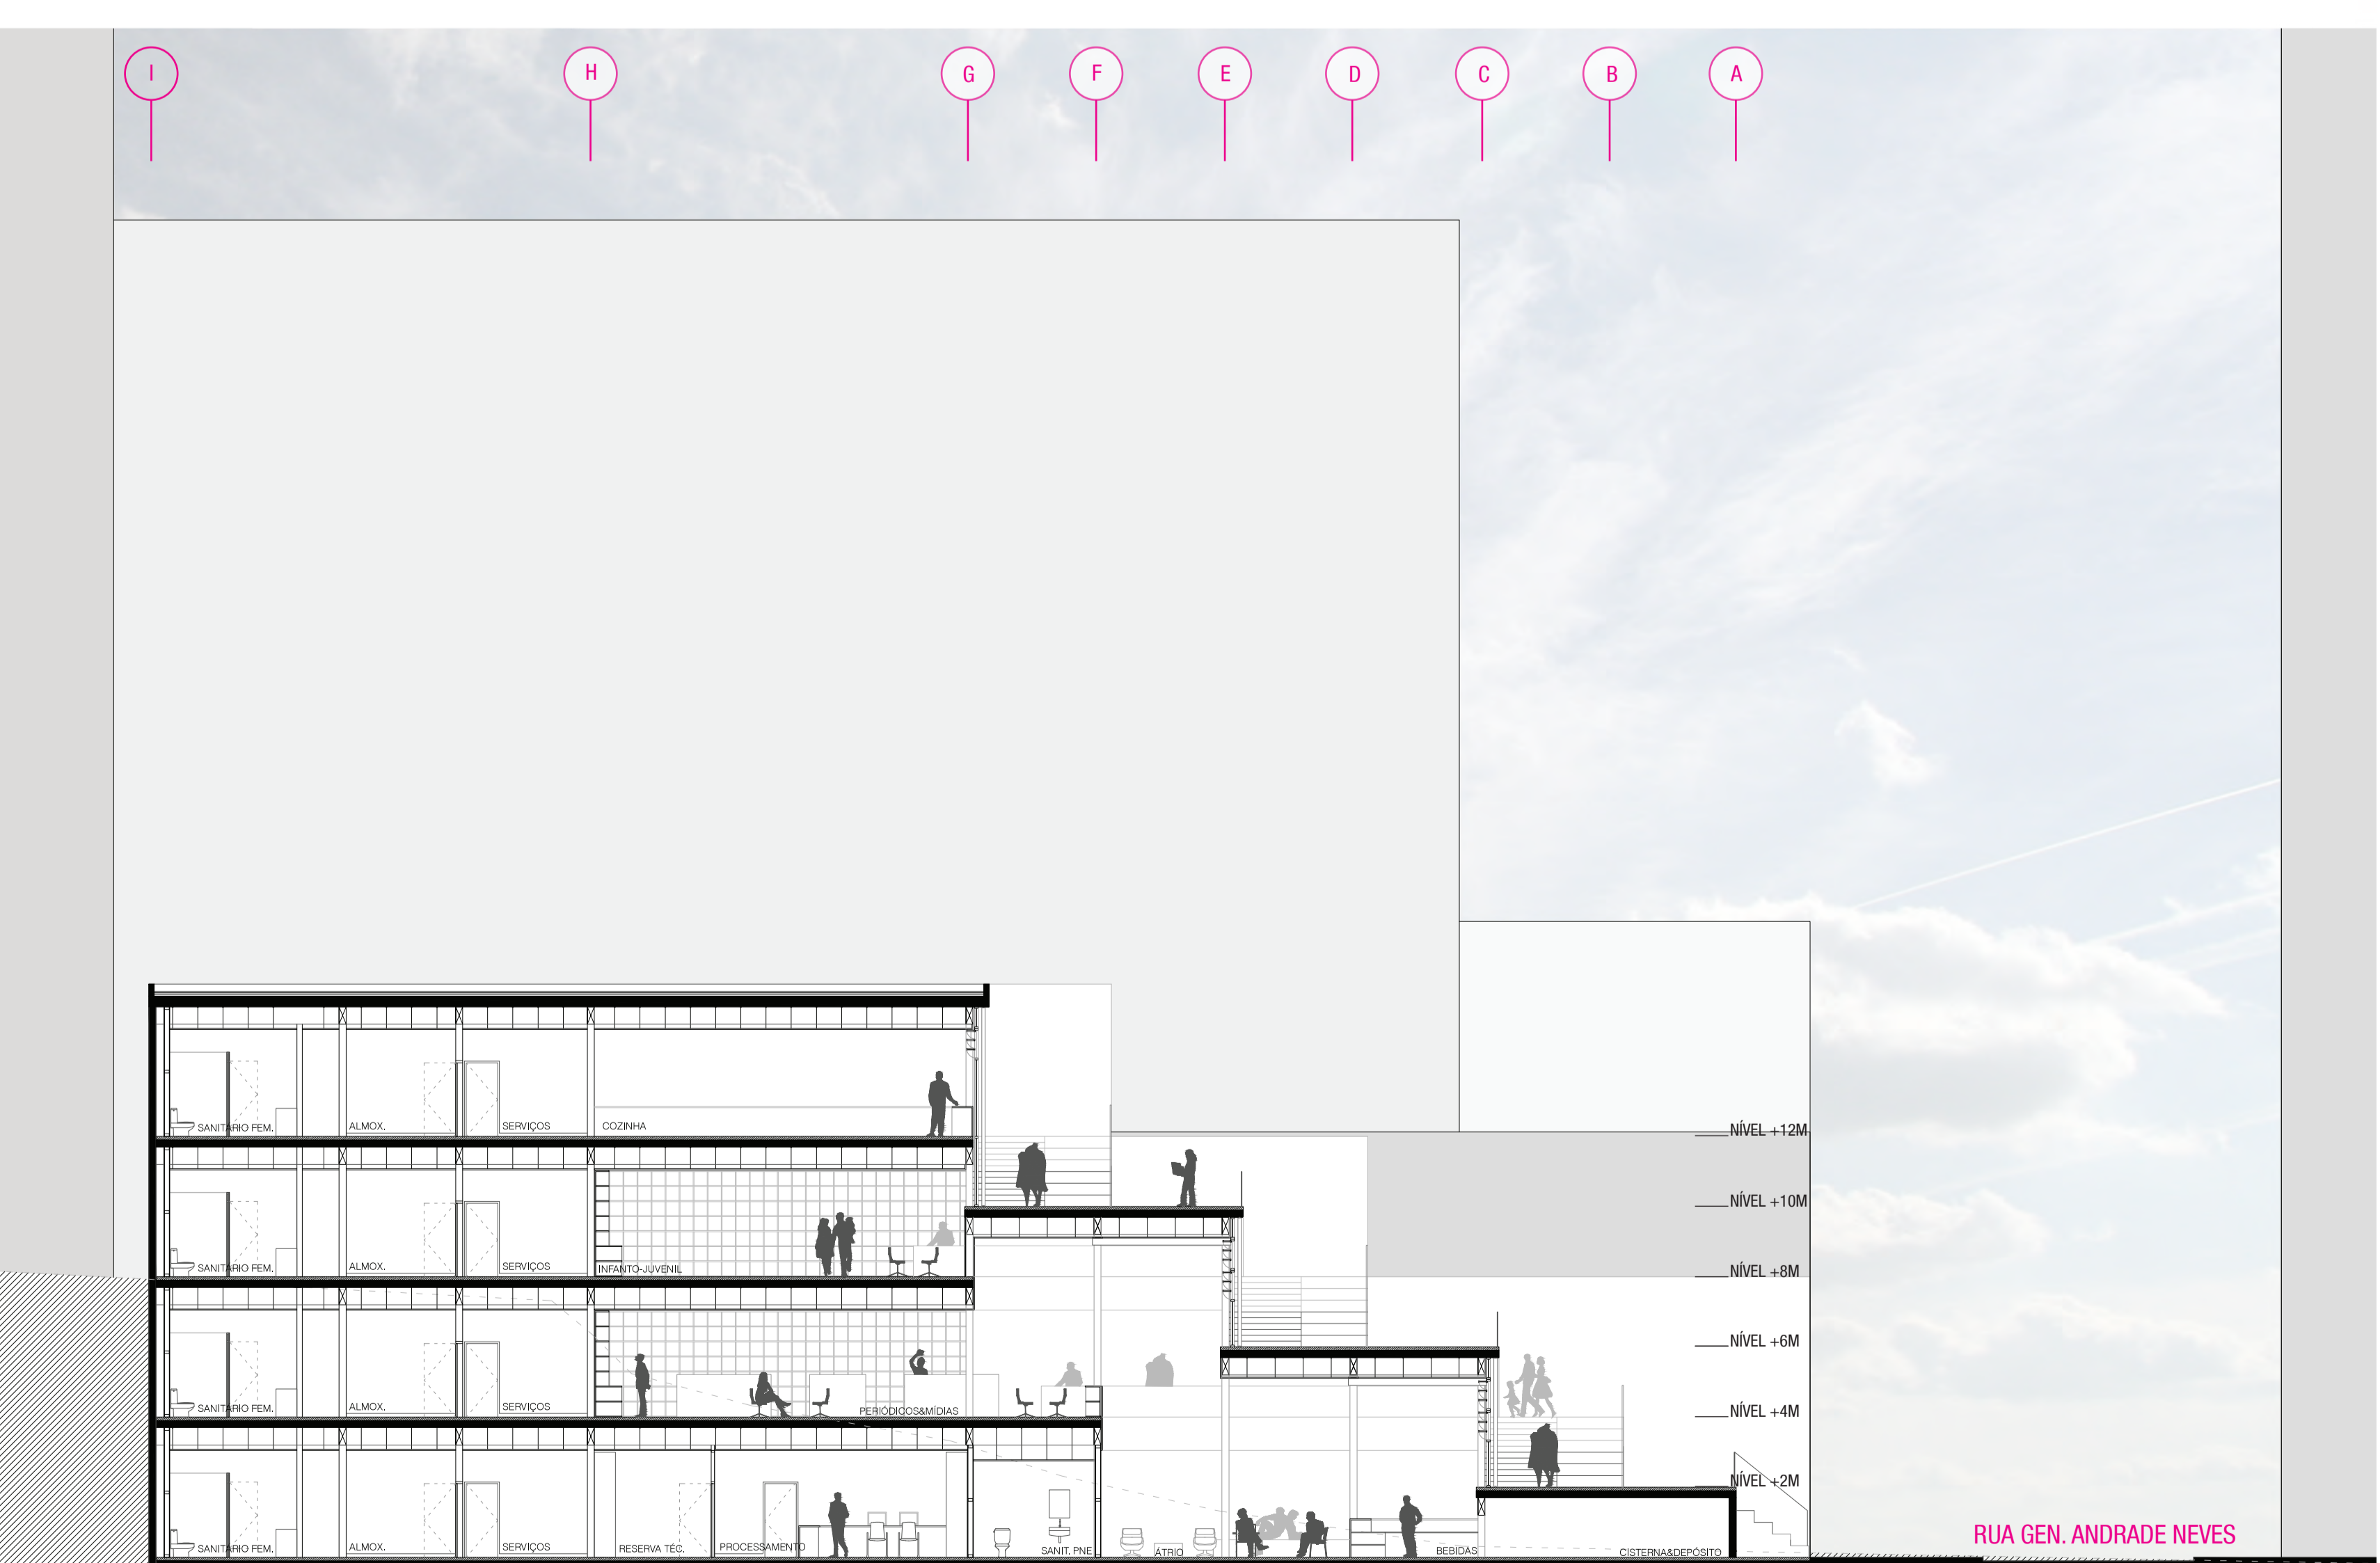 I H G F E D C B A
NÍVEL +12M
SANITÁRIO FEM. ALMOX. SERVIÇOS COZINHA
NÍVEL +10M
NÍVEL +8M
SANITÁRIO FEM. ALMOX. SERVIÇOS INFANTO-JUVENIL
NÍVEL +6M
NÍVEL +4M
SANITÁRIO FEM. ALMOX. SERVIÇOS PERIÓDICOS&MÍDIAS
NÍVEL +2M
RUA GEN. ANDRADE NEVES
SANITÁRIO FEM. ALMOX. SERVIÇOS RESERVA TÉC. PROCESSAMENTO SANIT. PNE ÁTRIO BEBIDAS CISTERNA&DEPÓSITO